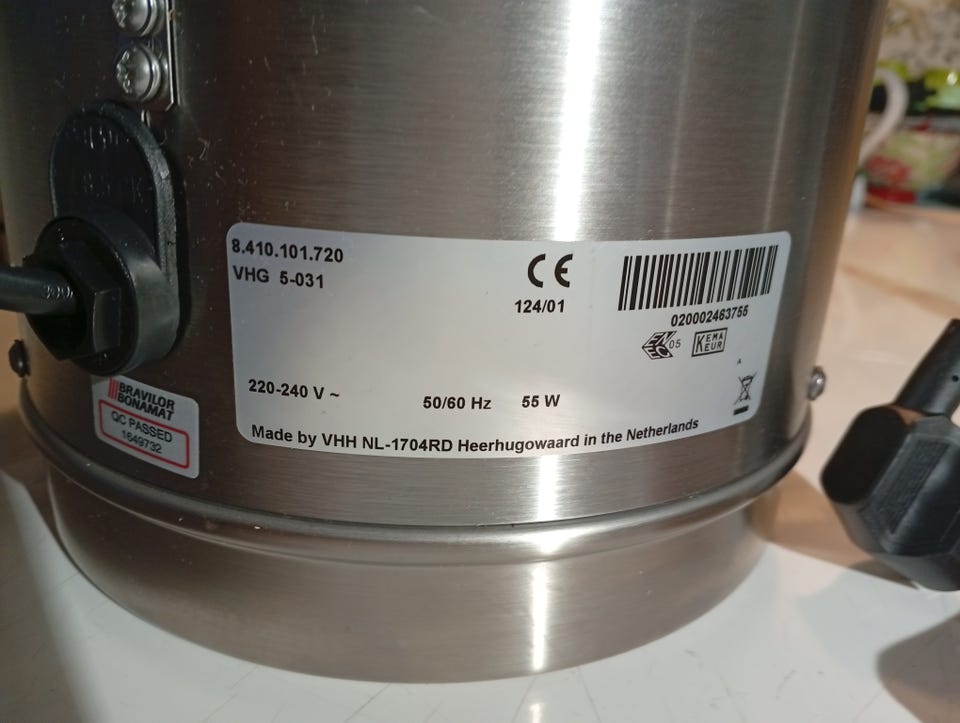 8.410.101.720
VHG 5-031
CE
124/01
020002463755
05
KEMA
EUR
220-240 V ~
50/60 Hz 55 W
Made by VHH NL-1704RD Heerhugowaard in the Netherlands
BRAVILOR
BONAMAT
QC PASSED
1649732